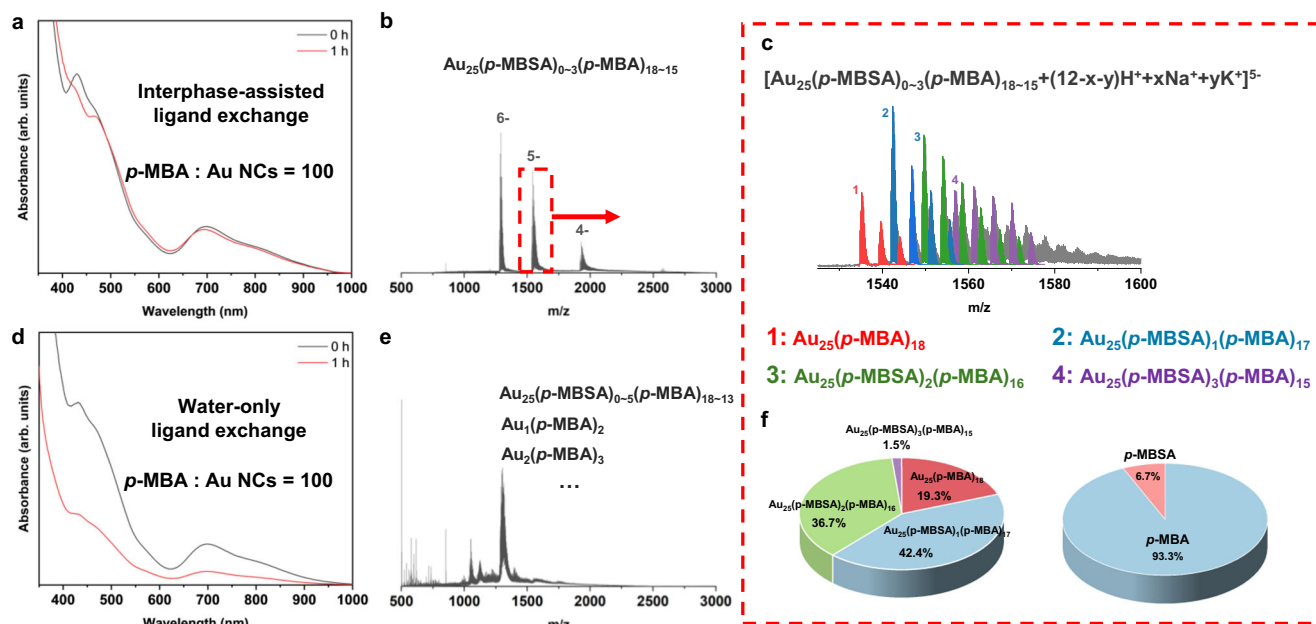 a
0 h
1 h
Interphase-assisted
ligand exchange
p-MBA : Au NCs = 100
Absorbance (arb. units)
400 500 600 700 800 900 1000
Wavelength (nm)
b
Au₂₅(p-MBSA)₀~₃(p-MBA)₁₈~₁₅
6-
5-
4-
500 1000 1500 2000 2500 3000
m/z
c
[Au₂₅(p-MBSA)₀~₃(p-MBA)₁₈~₁₅+(12-x-y)H⁺+xNa⁺+yK⁺]⁵⁻
1
2
3
4
1540 1560 1580 1600
m/z
1: Au₂₅(p-MBA)₁₈
2: Au₂₅(p-MBSA)₁(p-MBA)₁₇
3: Au₂₅(p-MBSA)₂(p-MBA)₁₆
4: Au₂₅(p-MBSA)₃(p-MBA)₁₅
d
0 h
1 h
Water-only
ligand exchange
p-MBA : Au NCs = 100
Absorbance (arb. units)
400 500 600 700 800 900 1000
Wavelength (nm)
e
Au₂₅(p-MBSA)₀~₅(p-MBA)₁₈~₁₃
Au₁(p-MBA)₂
Au₂(p-MBA)₃
...
500 1000 1500 2000 2500 3000
m/z
f
Au₂₅(p-MBSA)₃(p-MBA)₁₅
1.5%
Au₂₅(p-MBA)₁₈
19.3%
Au₂₅(p-MBSA)₂(p-MBA)₁₆
36.7%
Au₂₅(p-MBSA)₁(p-MBA)₁₇
42.4%
p-MBSA
6.7%
p-MBA
93.3%